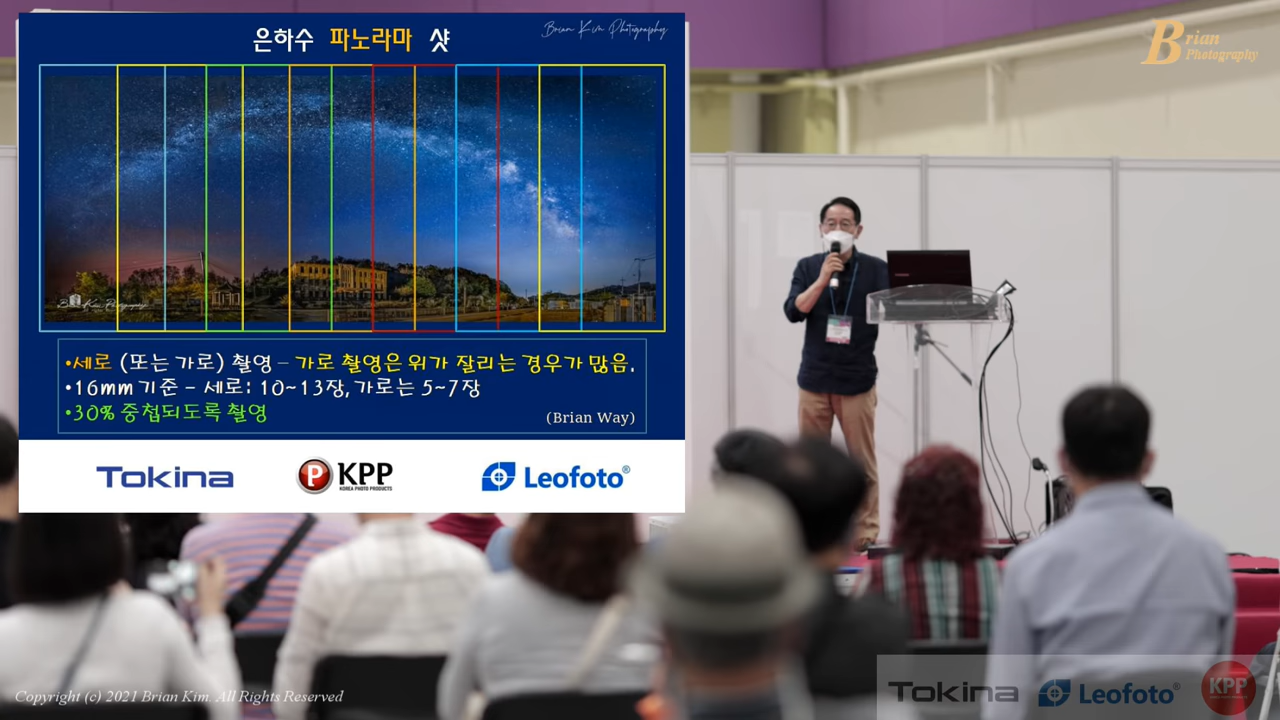 은하수 파노라마 샷
Brian Kim Photography
Brian Photography
Brian Kim Photography
•세로 (또는 가로) 촬영 – 가로 촬영은 위가 잘리는 경우가 많음.
•16mm 기준 – 세로: 10~13장, 가로는 5~7장
•30% 중첩되도록 촬영
(Brian Way)
Tokina
P KPP
KOREA PHOTO PRODUCTS
Leofoto®
Copyright (c) 2021 Brian Kim. All Rights Reserved
Tokina
Leofoto®
KPP